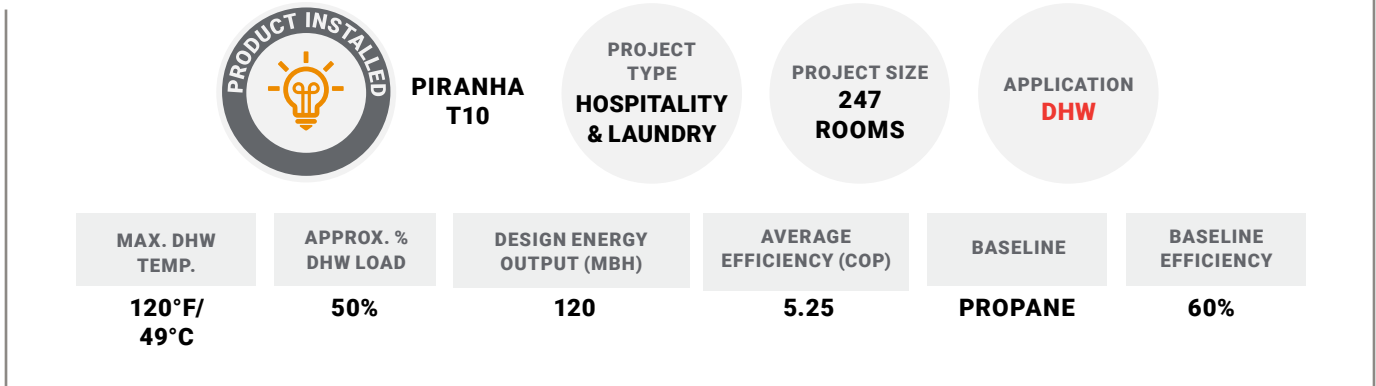 PRODUCT INSTALLED
PIRANHA
T10
PROJECT
TYPE
HOSPITALITY
& LAUNDRY
PROJECT SIZE
247
ROOMS
APPLICATION
DHW
MAX. DHW
TEMP.
120°F/
49°C
APPROX. %
DHW LOAD
50%
DESIGN ENERGY
OUTPUT (MBH)
120
AVERAGE
EFFICIENCY (COP)
5.25
BASELINE
PROPANE
BASELINE
EFFICIENCY
60%